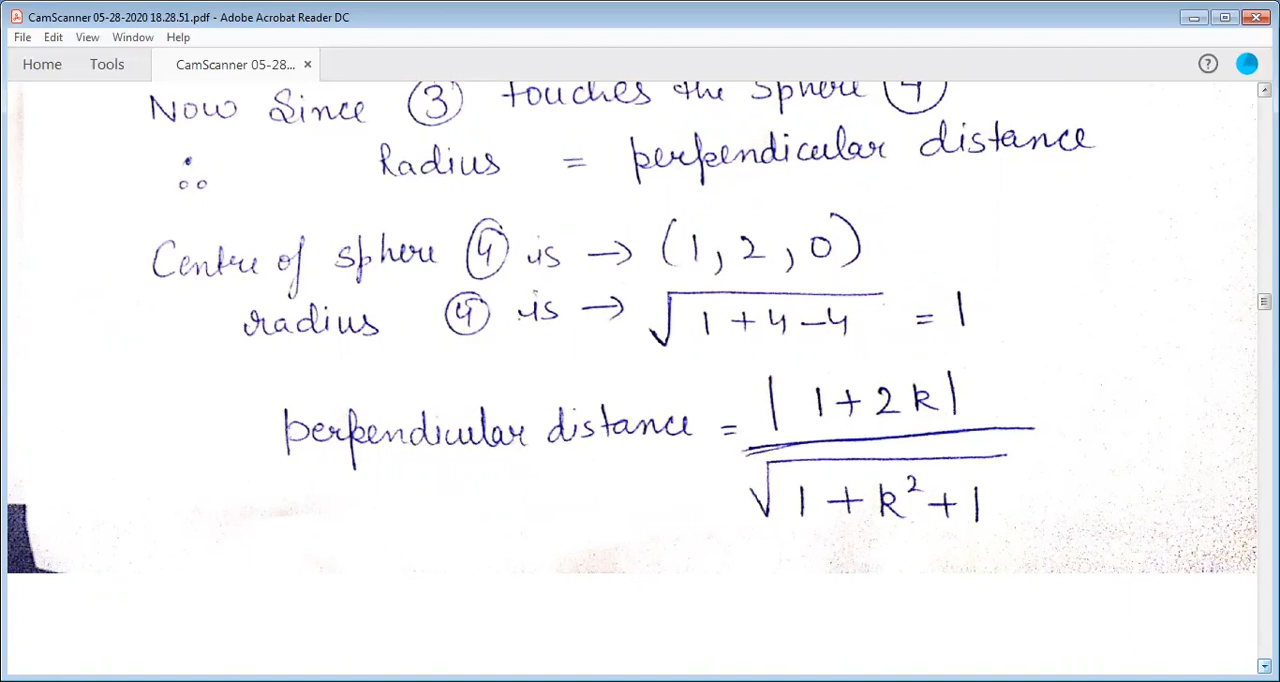 CamScanner 05-28-2020 18.28.51.pdf - Adobe Acrobat Reader DC
File Edit View Window Help
Home Tools CamScanner 05-28... ×
Now Since ③ touches the sphere ④
∴ Radius = perpendicular distance
Centre of sphere ④ is → (1, 2, 0)
radius ④ is → √(1 + 4 - 4) = 1
perpendicular distance = |1 + 2k| / √(1 + k² + 1)